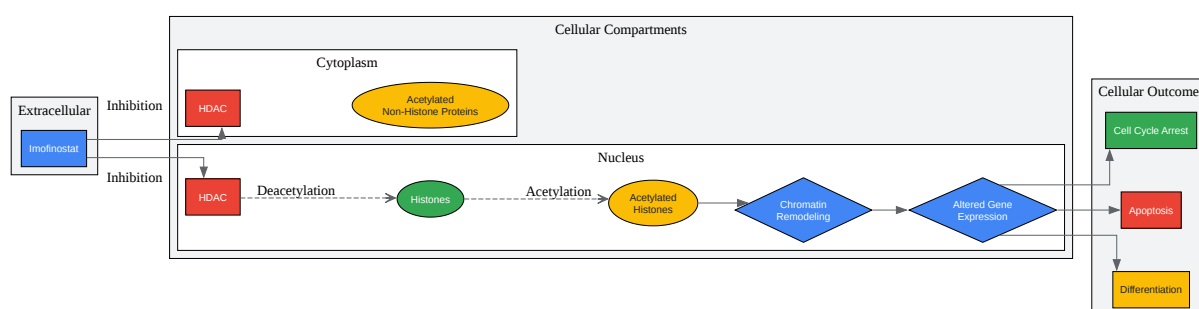 Cellular Compartments
Cytoplasm
Extracellular
Inhibition
HDAC
Acetylated
Non-Histone Proteins
Imofinostat
Inhibition
Nucleus
HDAC
Deacetylation
Histones
Acetylation
Acetylated
Histones
Chromatin
Remodeling
Altered Gene
Expression
Cellular Outcome
Cell Cycle Arrest
Apoptosis
Differentiation